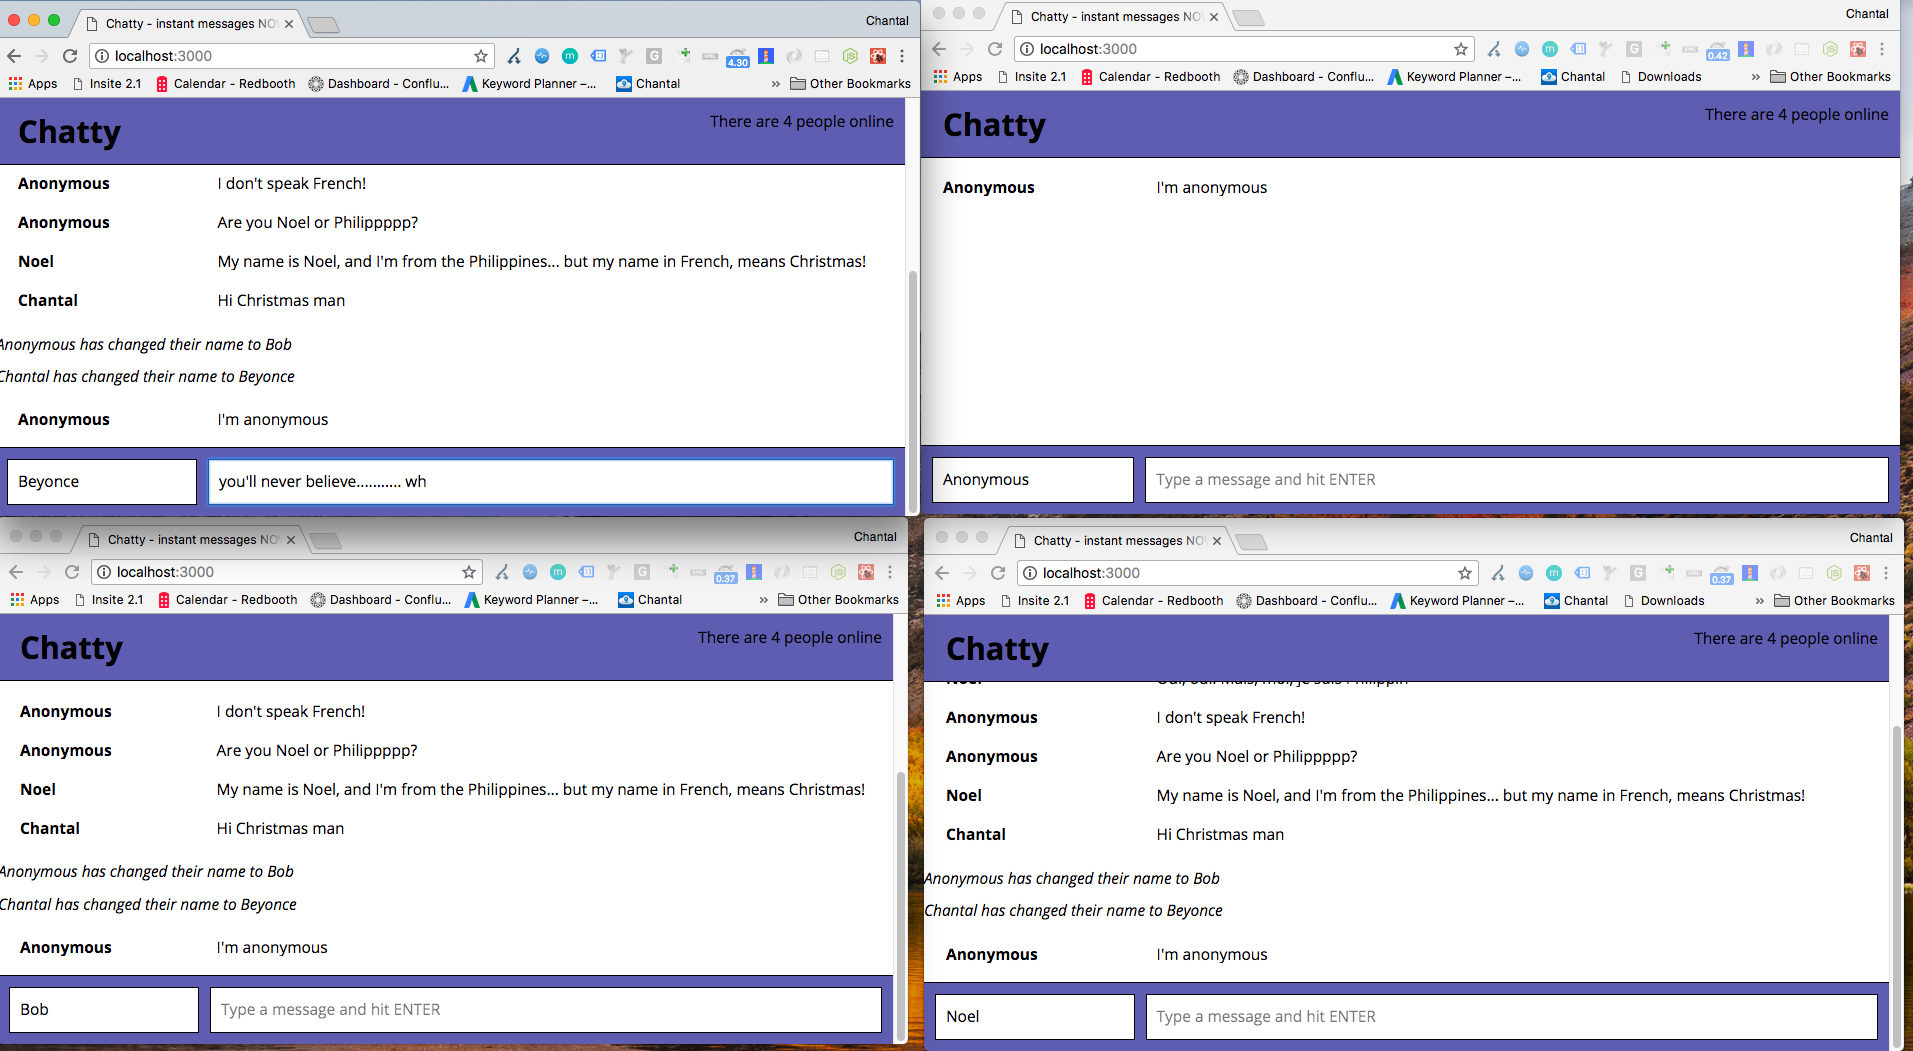 Chatty - instant messages NO
Chantal
localhost:3000
4.30
Apps Insite 2.1 Calendar - Redbooth Dashboard - Conflu... Keyword Planner –... Chantal » Other Bookmarks
Chatty
There are 4 people online
Anonymous I don't speak French!
Anonymous Are you Noel or Philippppp?
Noel My name is Noel, and I'm from the Philippines... but my name in French, means Christmas!
Chantal Hi Christmas man
Anonymous has changed their name to Bob
Chantal has changed their name to Beyonce
Anonymous I'm anonymous
Beyonce you'll never believe........... wh
Chatty - instant messages NO
Chantal
localhost:3000
0.42
Apps Insite 2.1 Calendar - Redbooth Dashboard - Conflu... Keyword Planner –... Chantal Downloads » Other Bookmarks
Chatty
There are 4 people online
Anonymous I'm anonymous
Anonymous Type a message and hit ENTER
Chatty - instant messages NO
Chantal
localhost:3000
0.37
Apps Insite 2.1 Calendar - Redbooth Dashboard - Conflu... Keyword Planner –... Chantal » Other Bookmarks
Chatty
There are 4 people online
Anonymous I don't speak French!
Anonymous Are you Noel or Philippppp?
Noel My name is Noel, and I'm from the Philippines... but my name in French, means Christmas!
Chantal Hi Christmas man
Anonymous has changed their name to Bob
Chantal has changed their name to Beyonce
Anonymous I'm anonymous
Bob Type a message and hit ENTER
Chatty - instant messages NO
Chantal
localhost:3000
0.37
Apps Insite 2.1 Calendar - Redbooth Dashboard - Conflu... Keyword Planner –... Chantal Downloads » Other Bookmarks
Chatty
There are 4 people online
Anonymous I don't speak French!
Anonymous Are you Noel or Philippppp?
Noel My name is Noel, and I'm from the Philippines... but my name in French, means Christmas!
Chantal Hi Christmas man
Anonymous has changed their name to Bob
Chantal has changed their name to Beyonce
Anonymous I'm anonymous
Noel Type a message and hit ENTER